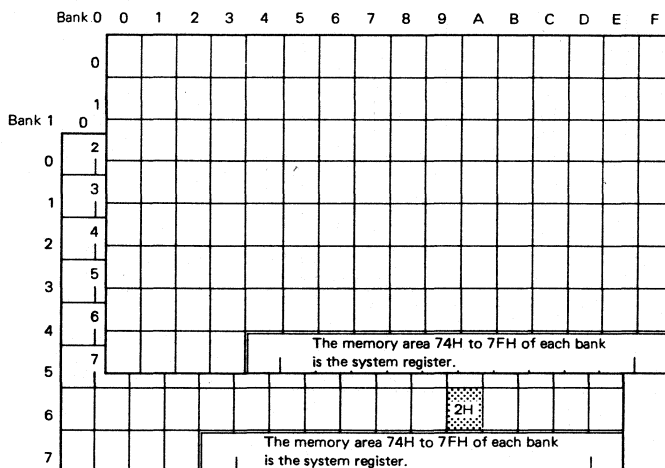 Bank 0 0 1 2 3 4 5 6 7 8 9 A B C D E F
0
1
Bank 1 0
2
0
3
1
4
2
5
3
6
4
The memory area 74H to 7FH of each bank
7
is the system register.
5
6 2H
The memory area 74H to 7FH of each bank
7
is the system register.